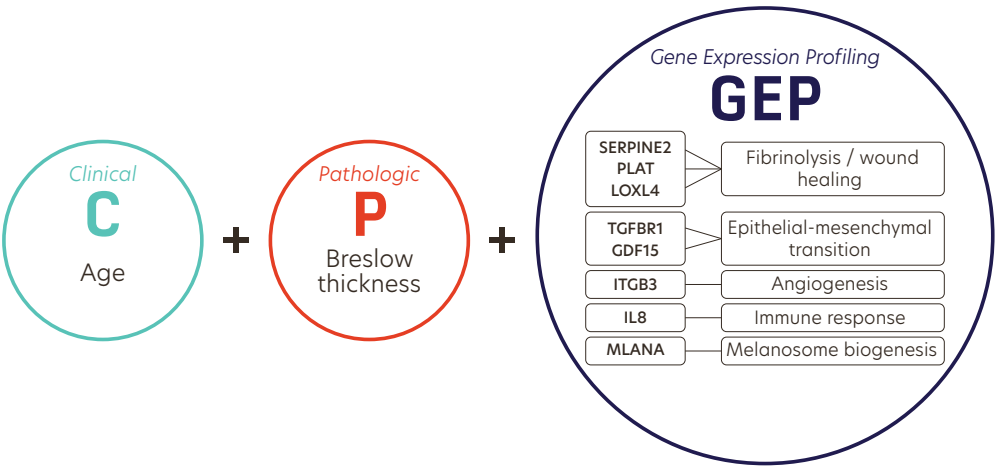 Clinical
C
Age
+
Pathologic
P
Breslow
thickness
+
Gene Expression Profiling
GEP
SERPINE2
PLAT
LOXL4
Fibrinolysis / wound
healing
TGFBR1
GDF15
Epithelial-mesenchymal
transition
ITGB3
Angiogenesis
IL8
Immune response
MLANA
Melanosome biogenesis